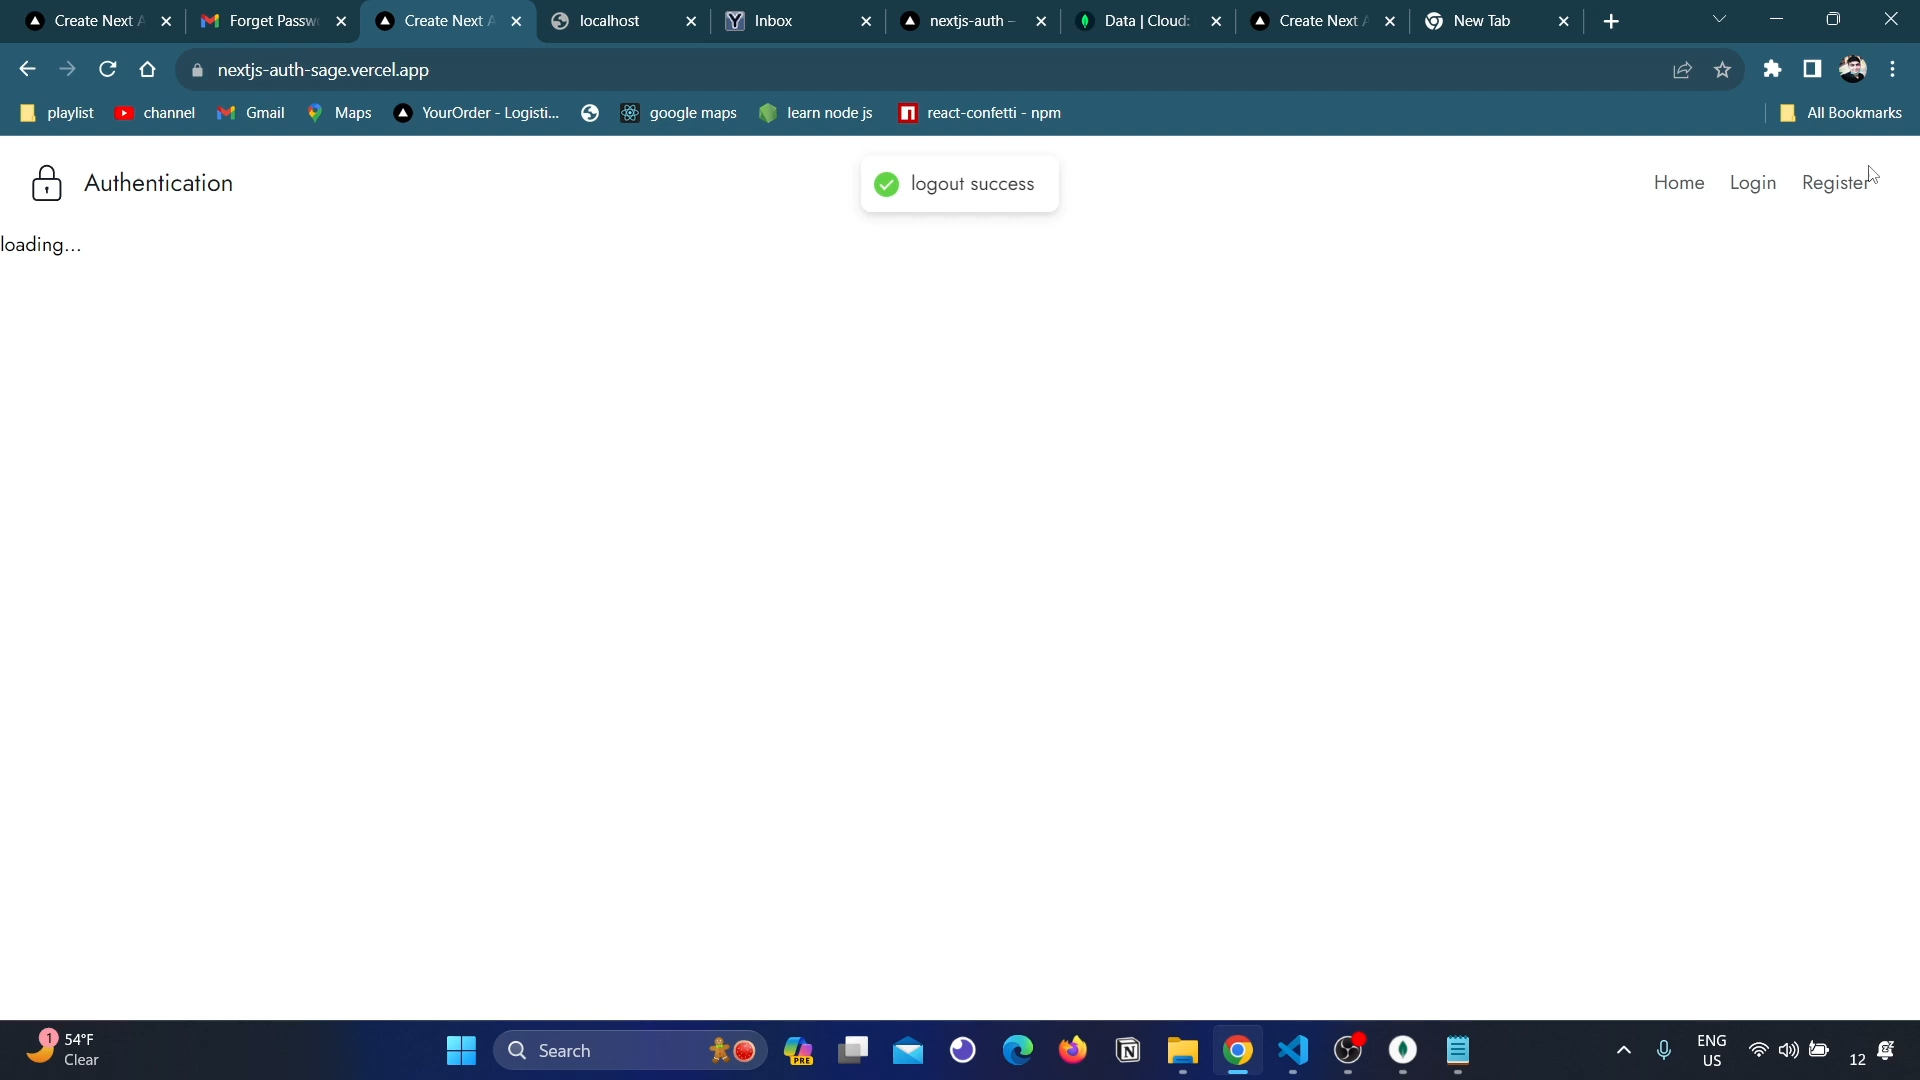 Create Next A
Forget Passw
Create Next A
localhost
Inbox
nextjs-auth –
Data | Cloud:
Create Next A
New Tab
nextjs-auth-sage.vercel.app
playlist
channel
Gmail
Maps
YourOrder - Logisti...
google maps
learn node js
react-confetti - npm
All Bookmarks
Authentication
logout success
Home
Login
Register
loading...
1
54°F
Clear
Search
PRE
ENG
US
12